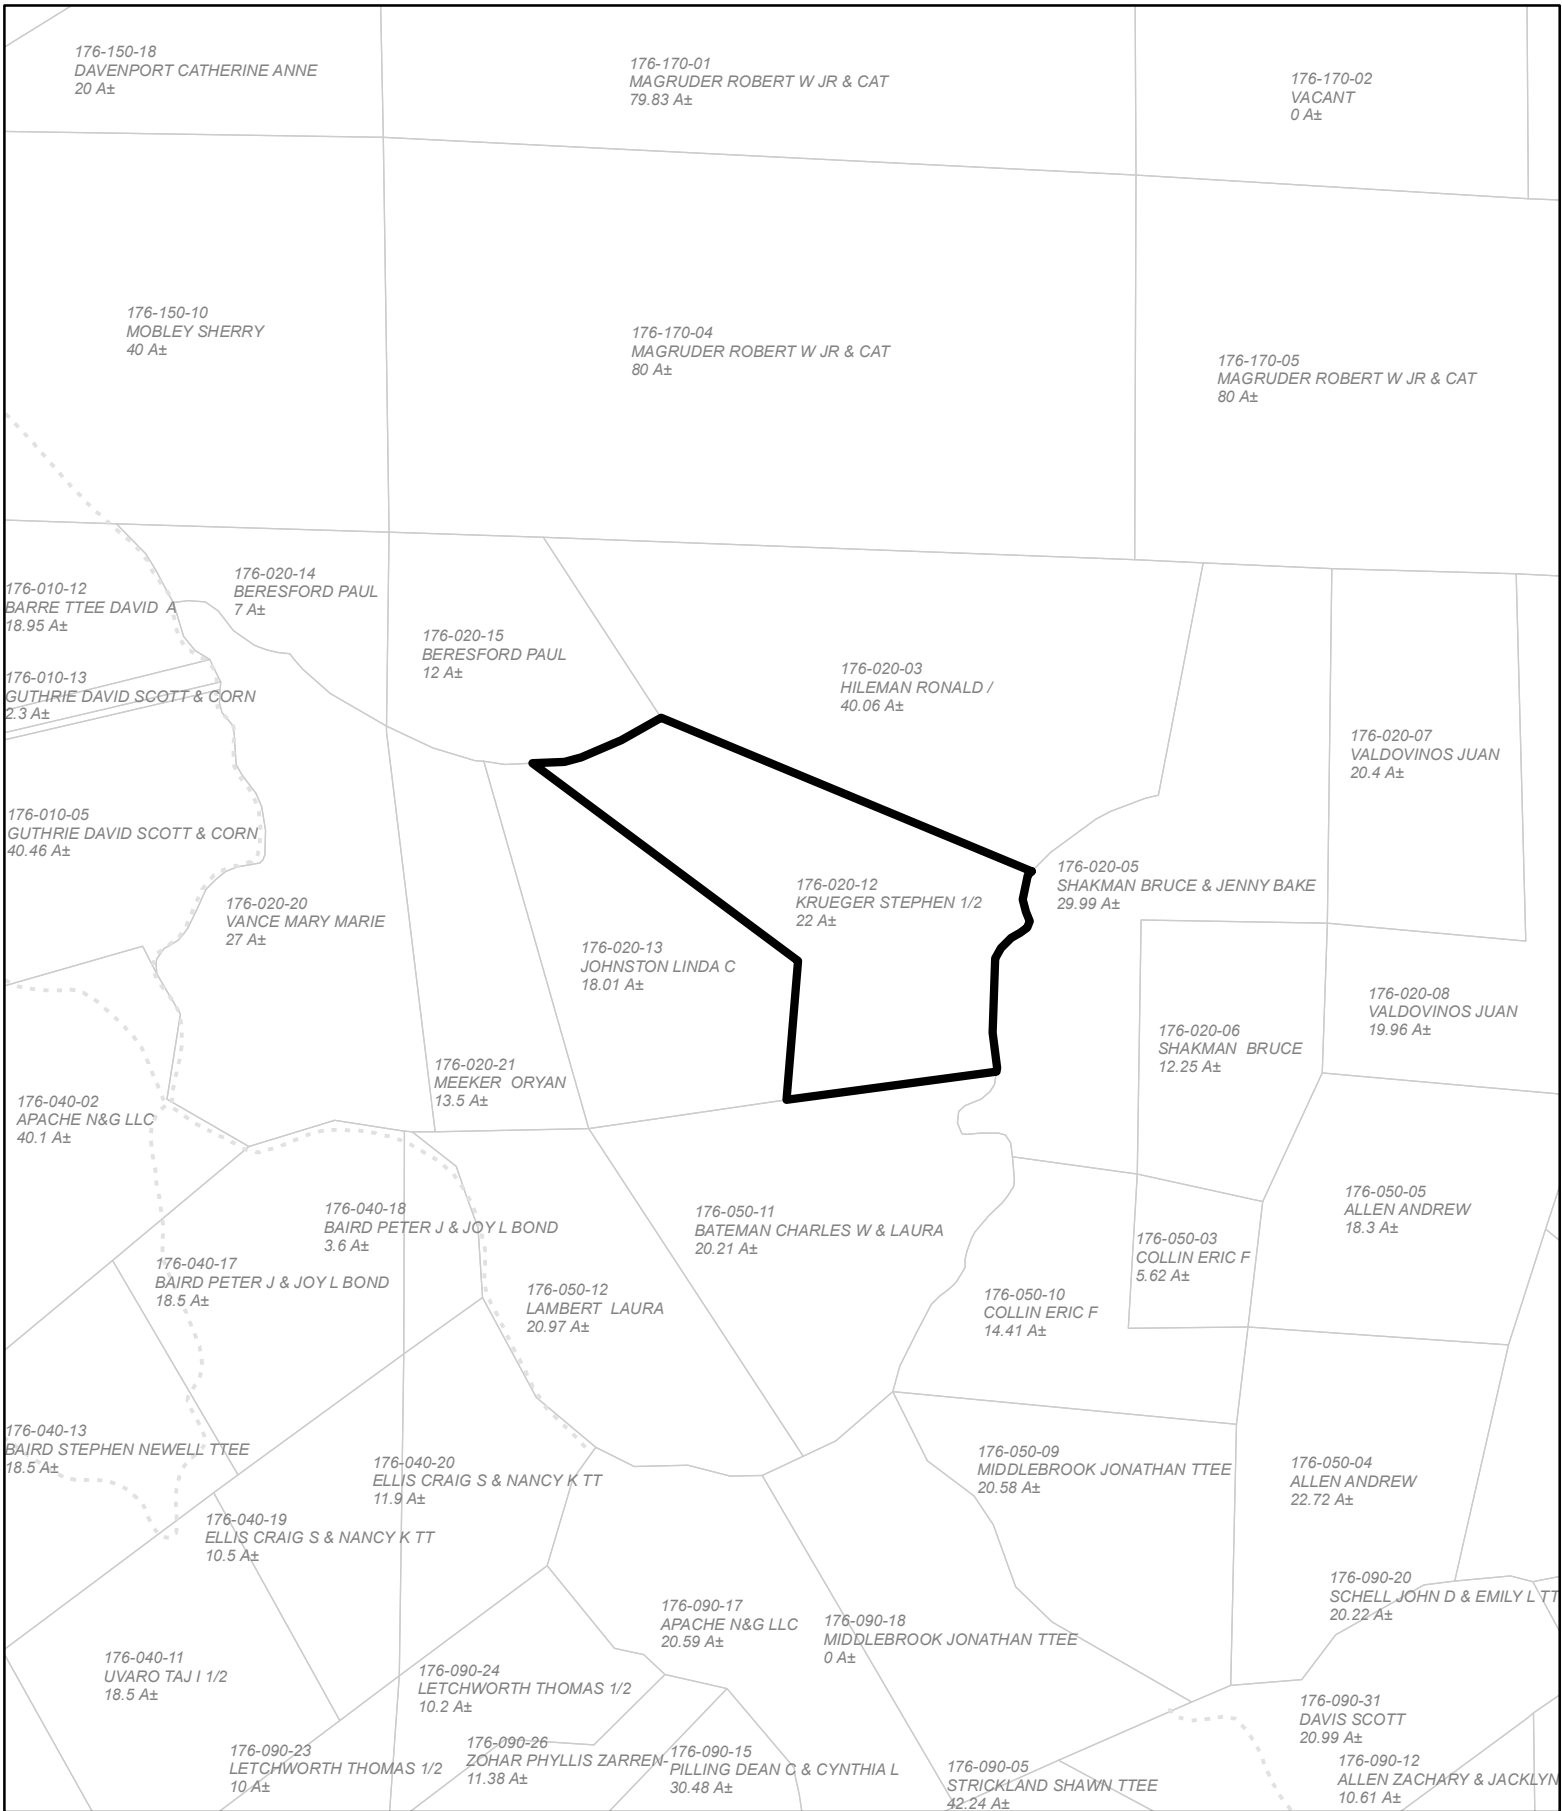 176-150-18
DAVENPORT CATHERINE ANNE
20 A±
176-170-01
MAGRUDER ROBERT W JR & CAT
79.83 A±
176-170-02
VACANT
0 A±
176-150-10
MOBLEY SHERRY
40 A±
176-170-04
MAGRUDER ROBERT W JR & CAT
80 A±
176-170-05
MAGRUDER ROBERT W JR & CAT
80 A±
176-010-12
BARRE TTEE DAVID  A
18.95 A±
176-020-14
BERESFORD PAUL
7 A±
176-020-15
BERESFORD PAUL
12 A±
176-020-03
HILEMAN RONALD /
40.06 A±
176-010-13
GUTHRIE DAVID SCOTT & CORN
2.3 A±
176-020-07
VALDOVINOS JUAN
20.4 A±
176-010-05
GUTHRIE DAVID SCOTT & CORN
40.46 A±
176-020-12
KRUEGER STEPHEN 1/2
22 A±
176-020-05
SHAKMAN BRUCE & JENNY BAKE
29.99 A±
176-020-20
VANCE MARY MARIE
27 A±
176-020-13
JOHNSTON LINDA C
18.01 A±
176-020-08
VALDOVINOS JUAN
19.96 A±
176-020-06
SHAKMAN  BRUCE
12.25 A±
176-020-21
MEEKER  ORYAN
13.5 A±
176-040-02
APACHE N&G LLC
40.1 A±
176-040-18
BAIRD PETER J & JOY L BOND
3.6 A±
176-050-11
BATEMAN CHARLES W & LAURA
20.21 A±
176-050-05
ALLEN ANDREW
18.3 A±
176-050-03
COLLIN ERIC F
5.62 A±
176-040-17
BAIRD PETER J & JOY L BOND
18.5 A±
176-050-12
LAMBERT  LAURA
20.97 A±
176-050-10
COLLIN ERIC F
14.41 A±
176-040-13
BAIRD STEPHEN NEWELL TTEE
18.5 A±
176-040-20
ELLIS CRAIG S & NANCY K TT
11.9 A±
176-050-09
MIDDLEBROOK JONATHAN TTEE
20.58 A±
176-050-04
ALLEN ANDREW
22.72 A±
176-040-19
ELLIS CRAIG S & NANCY K TT
10.5 A±
176-090-20
SCHELL JOHN D & EMILY L TT
20.22 A±
176-090-17
APACHE N&G LLC
20.59 A±
176-090-18
MIDDLEBROOK JONATHAN TTEE
0 A±
176-040-11
UVARO TAJ I 1/2
18.5 A±
176-090-24
LETCHWORTH THOMAS 1/2
10.2 A±
176-090-31
DAVIS SCOTT
20.99 A±
176-090-23
LETCHWORTH THOMAS 1/2
10 A±
176-090-26
ZOHAR PHYLLIS ZARREN-
11.38 A±
176-090-15
PILLING DEAN C & CYNTHIA L
30.48 A±
176-090-05
STRICKLAND SHAWN TTEE
42.24 A±
176-090-12
ALLEN ZACHARY & JACKLYN
10.61 A±